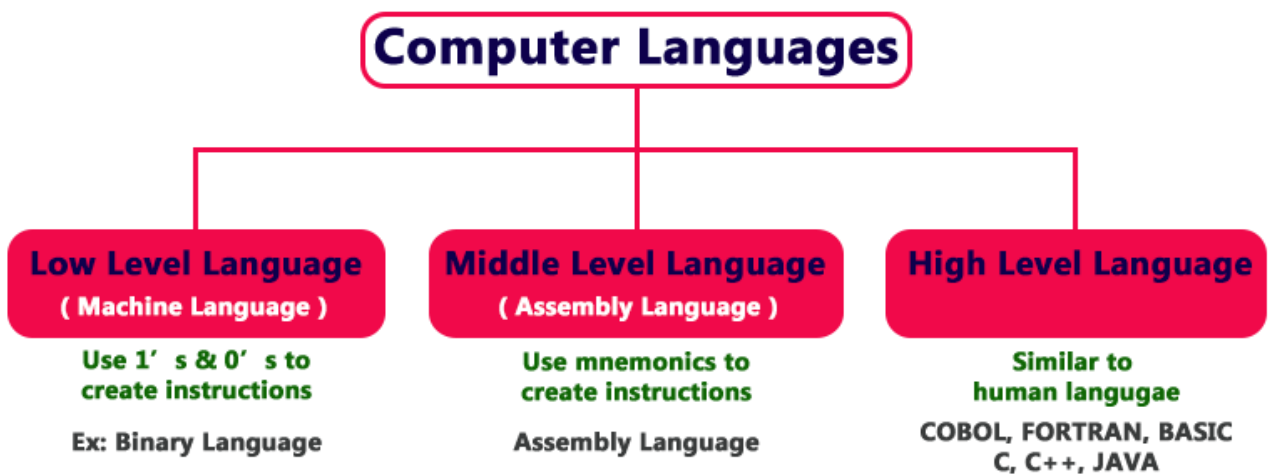 Computer Languages
Low Level Language
( Machine Language )
Use 1′ s & 0′ s to
create instructions
Ex: Binary Language
Middle Level Language
( Assembly Language )
Use mnemonics to
create instructions
Assembly Language
High Level Language
Similar to
human langugae
COBOL, FORTRAN, BASIC
C, C++, JAVA